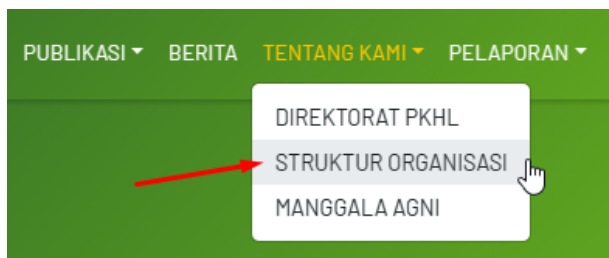 PUBLIKASI BERITA TENTANG KAMI PELAPORAN
DIREKTORAT PKHL
STRUKTUR ORGANISASI
MANGGALA AGNI